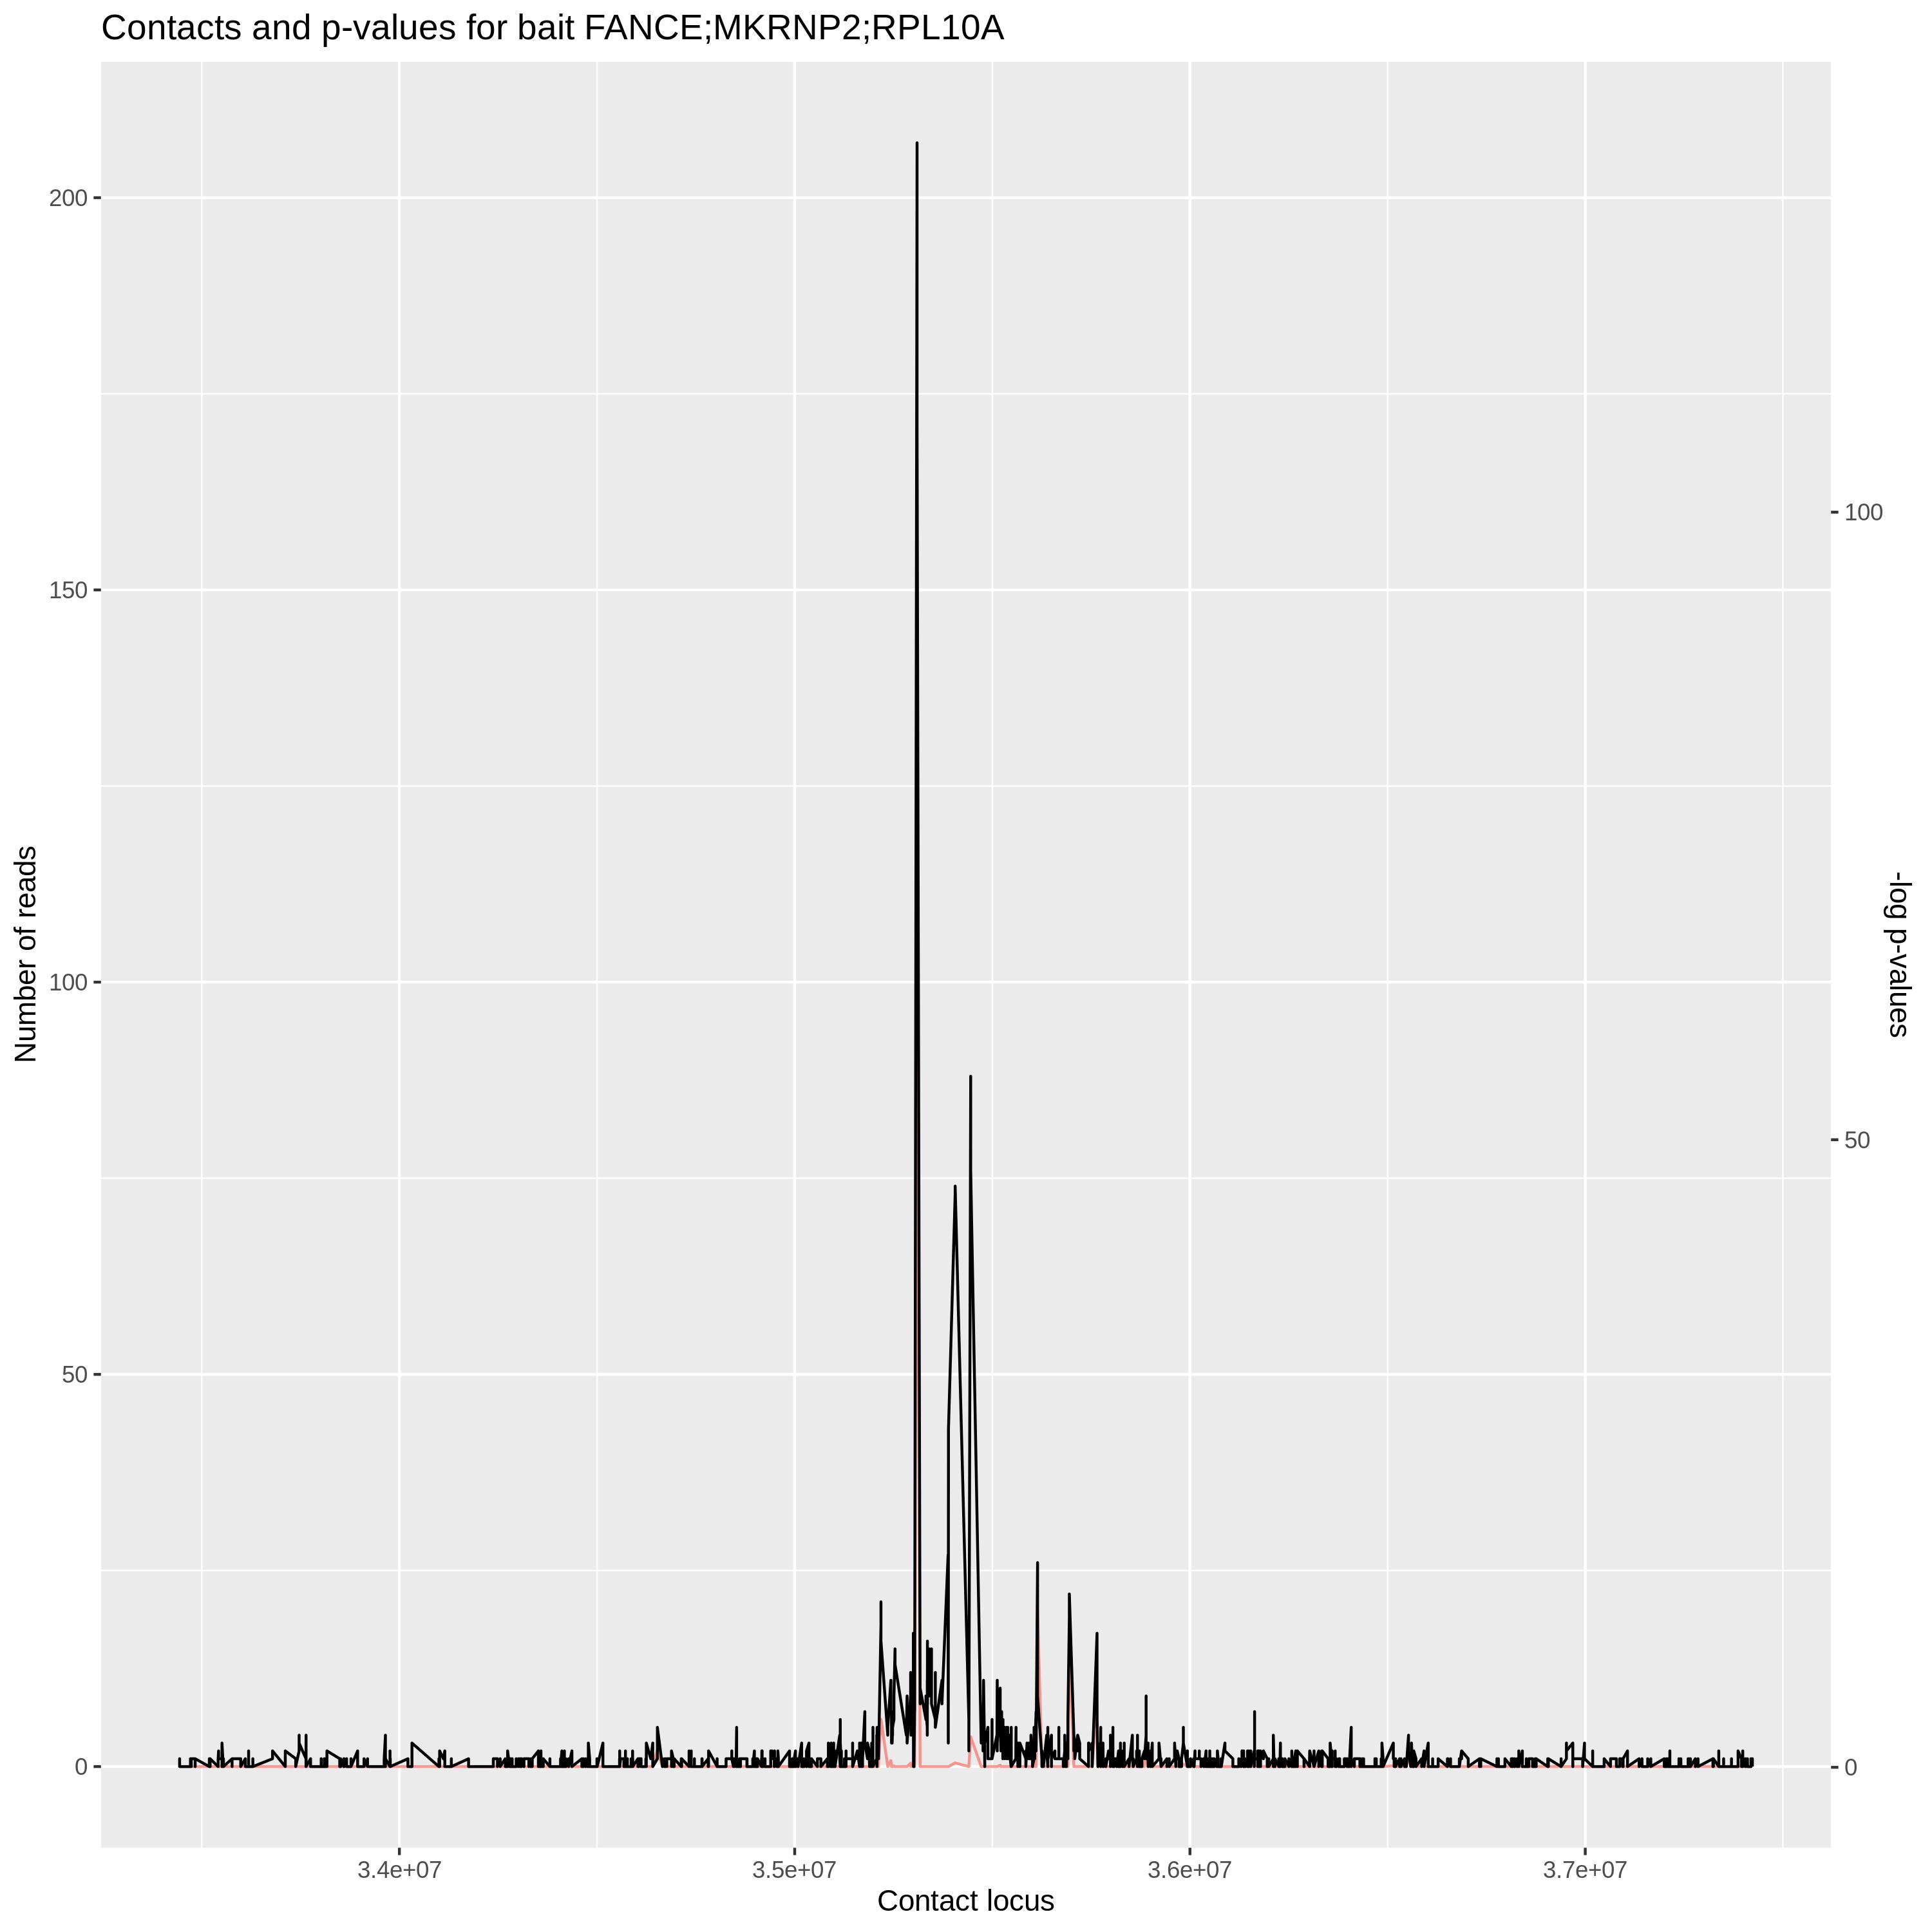 Contacts and p-values for bait FANCE;MKRNP2;RPL10A
200
150
100
50
0
Number of reads
100
50
0
-log p-values
3.4e+07
3.5e+07
3.6e+07
3.7e+07
Contact locus